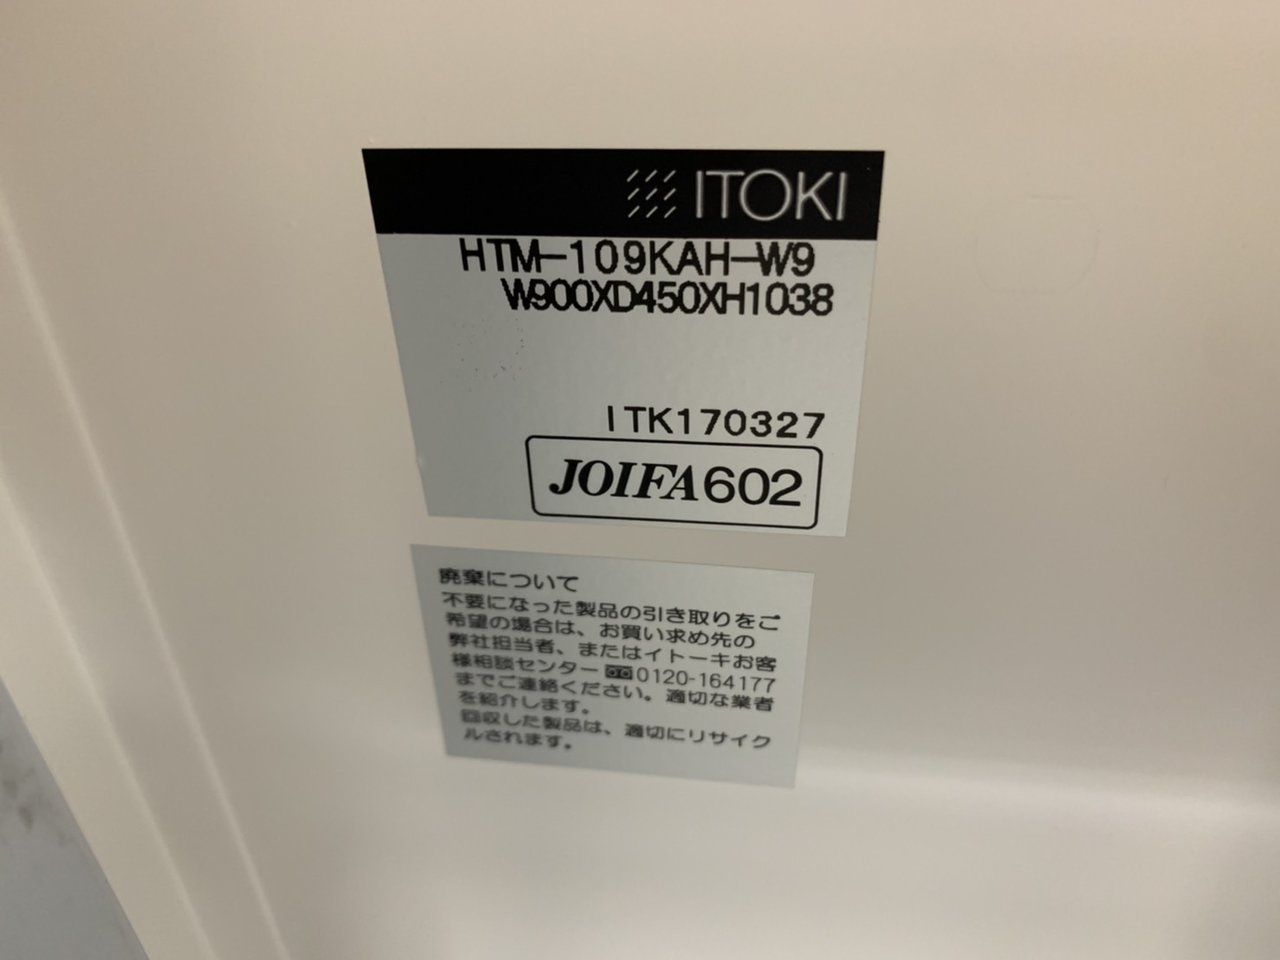 ITOKI
HTM-109KAH-W9
W900XD450XH1038
ITK170327
JOIFA602
廃棄について
不要になった製品の引き取りをご
希望の場合は、お買い求め先の
弊社担当者、またはイトーキお客
様相談センター 0120-164177
までご連絡ください。適切な業者
を紹介します。
回収した製品は、適切にリサイク
ルされます。